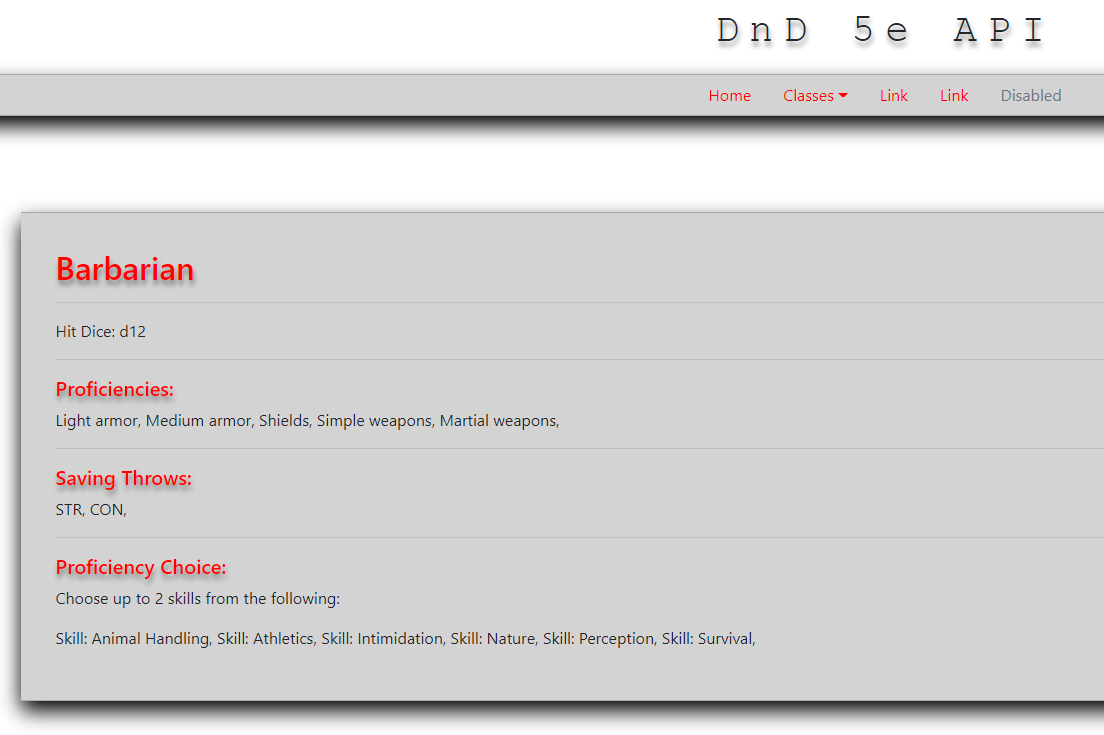 DnD 5e API
Home Classes Link Link Disabled
Barbarian
Hit Dice: d12
Proficiencies:
Light armor, Medium armor, Shields, Simple weapons, Martial weapons,
Saving Throws:
STR, CON,
Proficiency Choice:
Choose up to 2 skills from the following:
Skill: Animal Handling, Skill: Athletics, Skill: Intimidation, Skill: Nature, Skill: Perception, Skill: Survival,